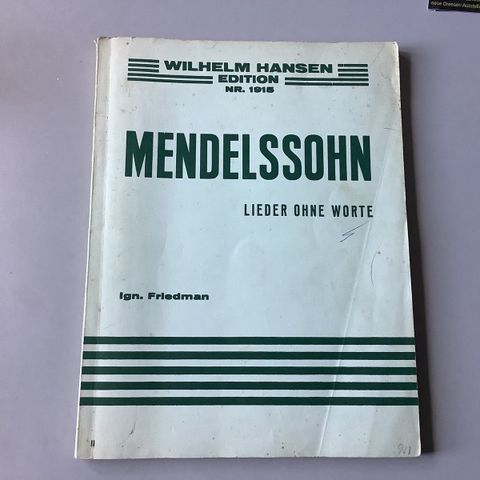 WILHELM HANSEN
EDITION
NR. 1915
MENDELSSOHN
LIEDER OHNE WORTE
Ign. Friedman